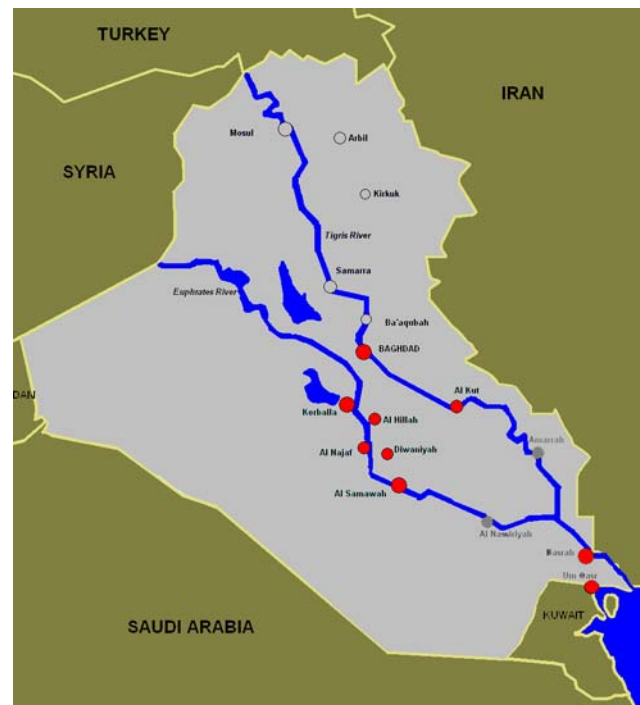 TURKEY
IRAN
Mosul
Arbil
SYRIA
Kirkuk
Tigris River
Samarra
Euphrates River
Ba'aqubah
BAGHDAD
DAN
Al Kut
Kerballa
Al Hillah
Amarrah
Al Najaf
Diwaniyah
Al Samawah
Al Nasiriyah
Basrah
Um Qasr
KUWAIT
SAUDI ARABIA